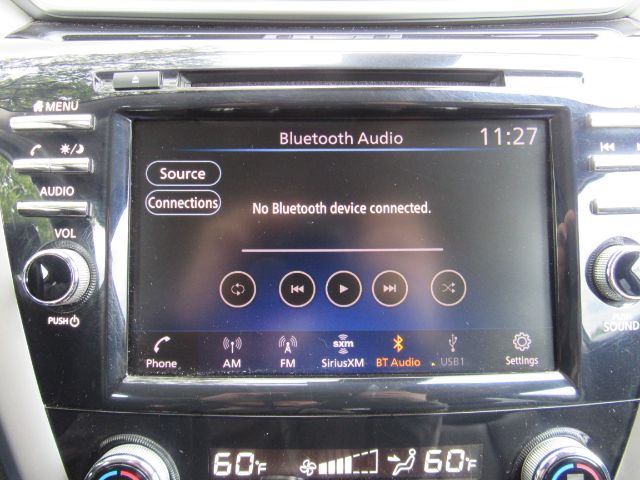 MENU
Bluetooth Audio 11:27
Source
AUDIO
Connections
No Bluetooth device connected.
VOL
PUSH
SOUND
Phone AM FM sxm SiriusXM BT Audio USB1 Settings
60°F 60°F